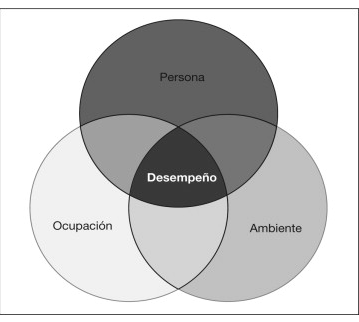 Persona
Desempeño
Ocupación
Ambiente